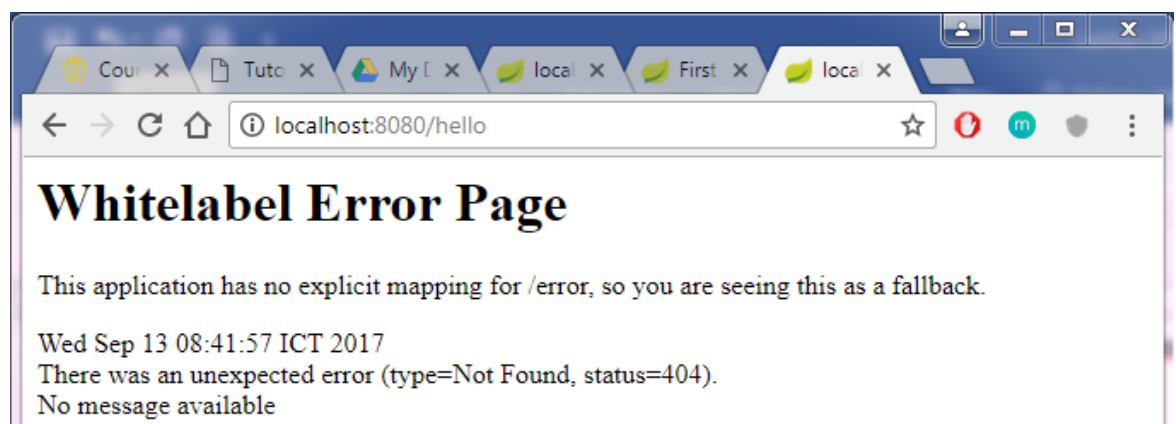 Cour
Tuto
My D
local
First
local
localhost:8080/hello
m
Whitelabel Error Page
This application has no explicit mapping for /error, so you are seeing this as a fallback.
Wed Sep 13 08:41:57 ICT 2017
There was an unexpected error (type=Not Found, status=404).
No message available